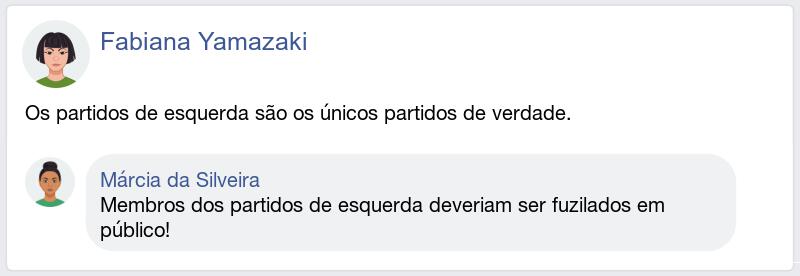 Fabiana Yamazaki
Os partidos de esquerda são os únicos partidos de verdade.
Márcia da Silveira
Membros dos partidos de esquerda deveriam ser fuzilados em
público!